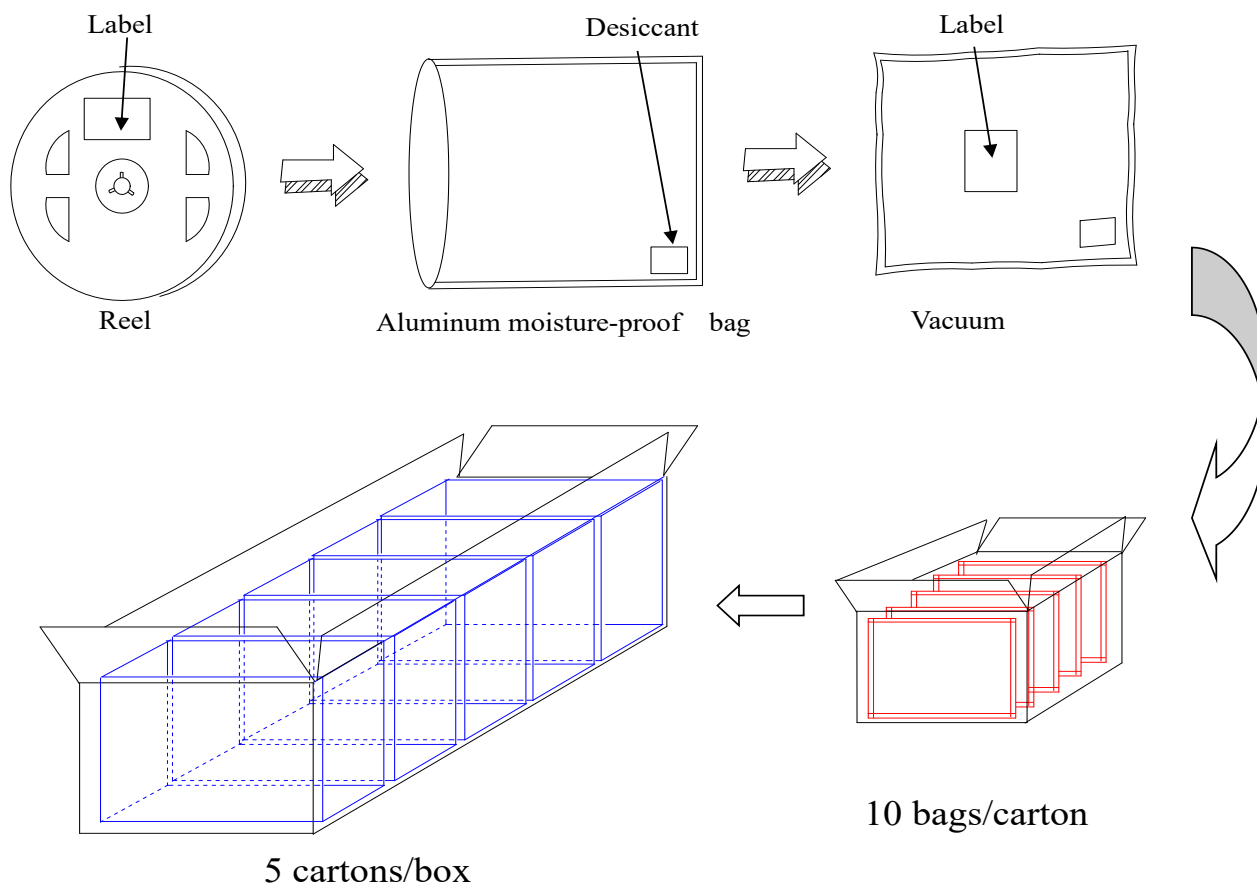 Label
Desiccant
Label
Reel
Aluminum moisture-proof bag
Vacuum
10 bags/carton
5 cartons/box